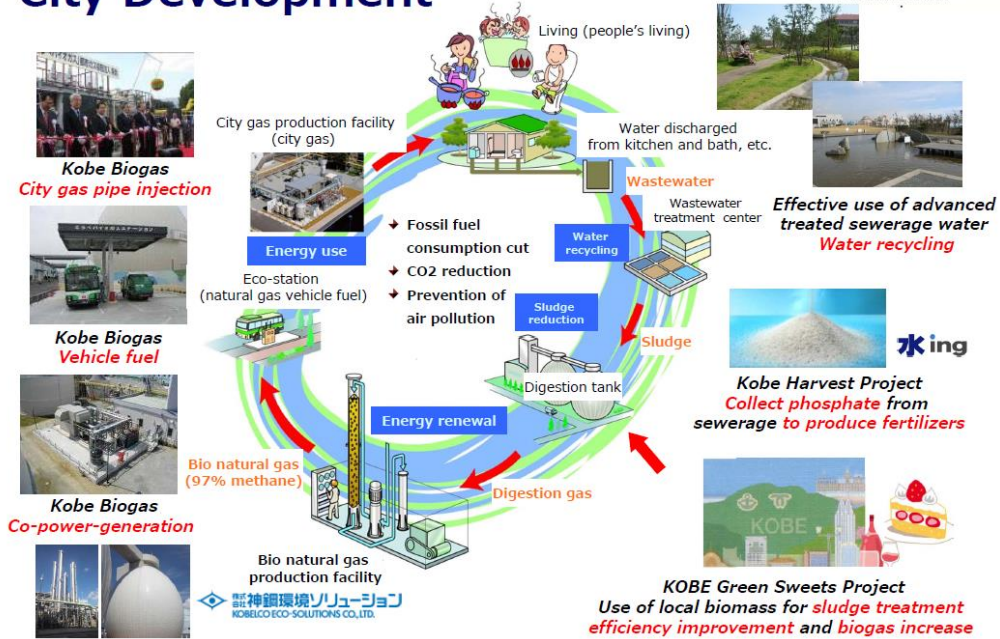 City Development
Living (people's living)
City gas production facility
(city gas)
Water discharged
from kitchen and bath, etc.
Wastewater
Wastewater
treatment center
Water
recycling
Kobe Biogas
City gas pipe injection
Energy use
Fossil fuel
consumption cut
CO2 reduction
Prevention of
air pollution
Effective use of advanced
treated sewerage water
Water recycling
Eco-station
(natural gas vehicle fuel)
Sludge
reduction
Sludge
Kobe Biogas
Vehicle fuel
Digestion tank
水ing
Kobe Harvest Project
Collect phosphate from
sewerage to produce fertilizers
Energy renewal
Bio natural gas
(97% methane)
Digestion gas
Kobe Biogas
Co-power-generation
KOBE
Bio natural gas
production facility
株式会社神鋼環境ソリューション
KOBELCO ECO-SOLUTIONS CO.,LTD.
KOBE Green Sweets Project
Use of local biomass for sludge treatment
efficiency improvement and biogas increase